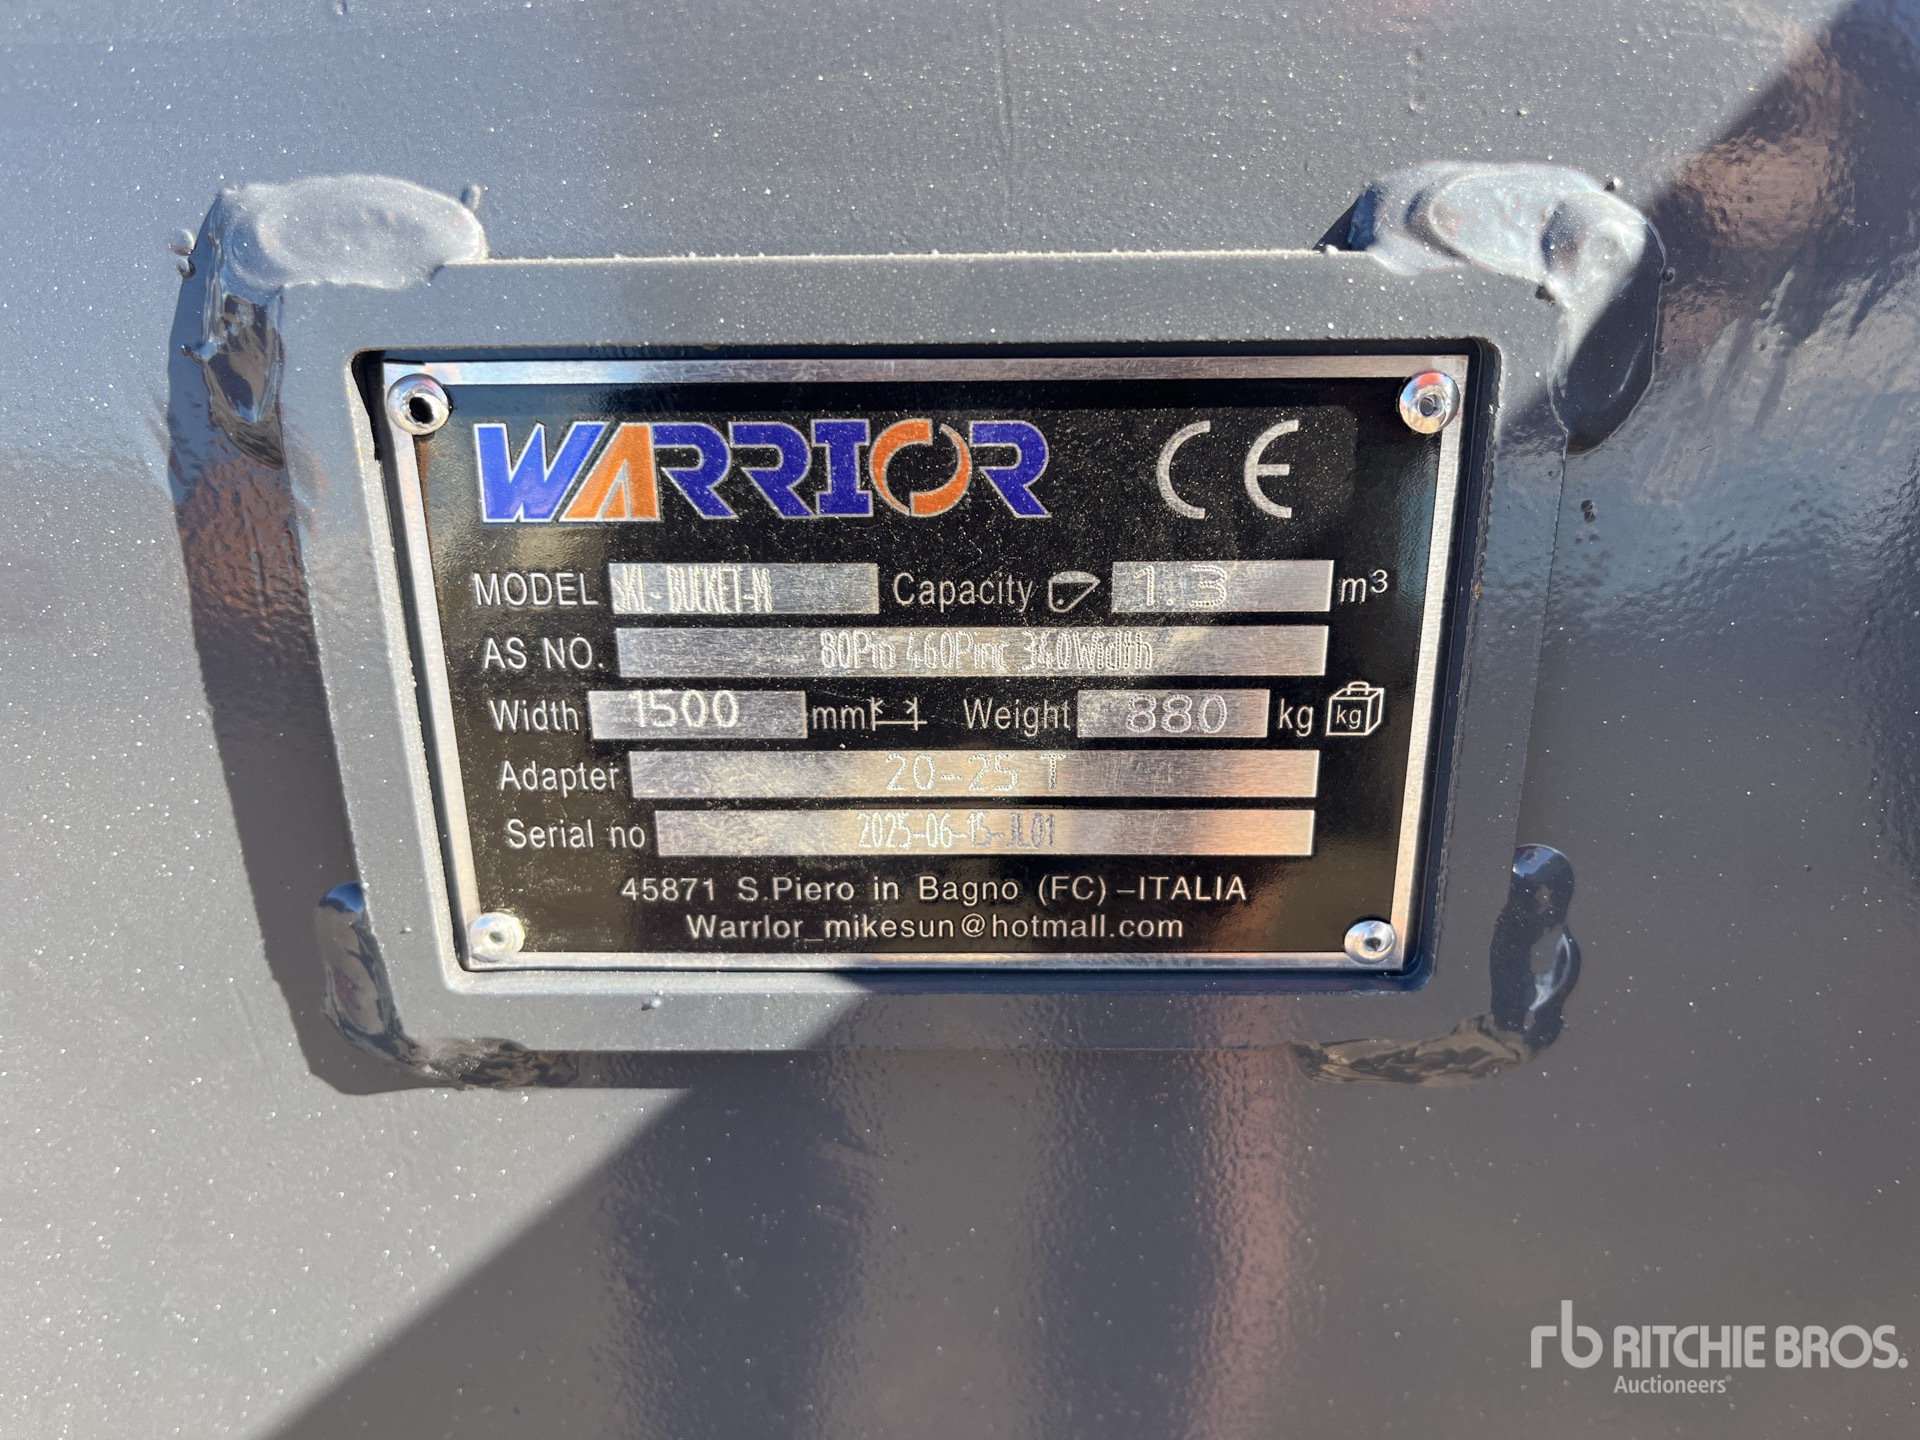 WARRIOR CE
MODEL SKL-BUCKET-M Capacity 1.3 m³
AS NO. 80Pin 460Pinc 340Width
Width 1500 mm Weight 880 kg kg
Adapter 20-25 T
Serial no 2025-06-15-JL01
45871 S.Piero in Bagno (FC)-ITALIA
Warrlor_mikesun@hotmall.com
rb RITCHIE BROS.
Auctioneers